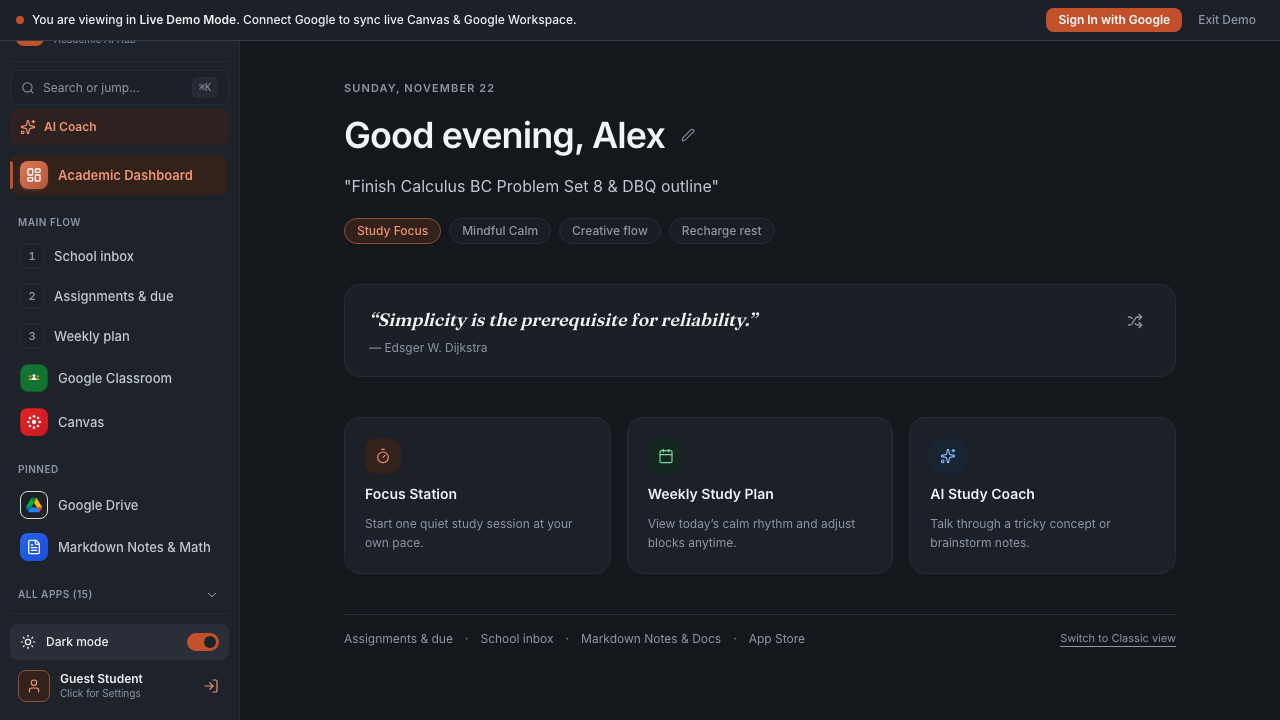 You are viewing in Live Demo Mode. Connect Google to sync live Canvas & Google Workspace.
Sign In with Google
Exit Demo
Search or jump...
⌘K
AI Coach
Academic Dashboard
MAIN FLOW
1 School inbox
2 Assignments & due
3 Weekly plan
Google Classroom
Canvas
PINNED
Google Drive
Markdown Notes & Math
ALL APPS (15)
Dark mode
Guest Student
Click for Settings
SUNDAY, NOVEMBER 22
Good evening, Alex
"Finish Calculus BC Problem Set 8 & DBQ outline"
Study Focus
Mindful Calm
Creative flow
Recharge rest
“Simplicity is the prerequisite for reliability.”
— Edsger W. Dijkstra
Focus Station
Start one quiet study session at your
own pace.
Weekly Study Plan
View today’s calm rhythm and adjust
blocks anytime.
AI Study Coach
Talk through a tricky concept or
brainstorm notes.
Assignments & due · School inbox · Markdown Notes & Docs · App Store
Switch to Classic view